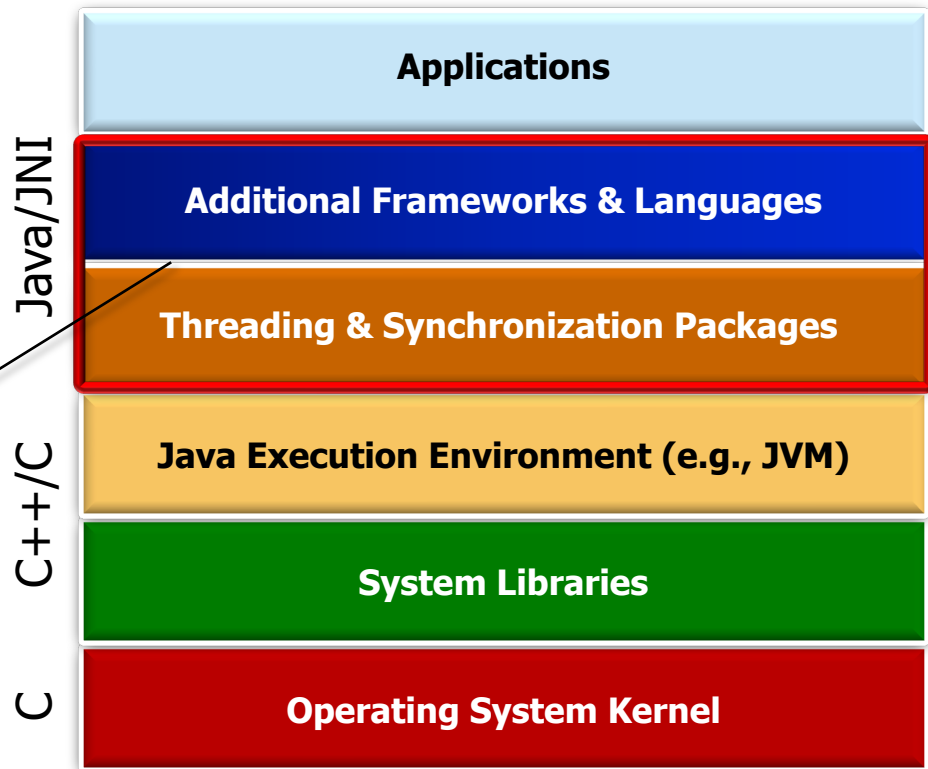 Applications
Java/JNI
Additional Frameworks & Languages
Threading & Synchronization Packages
C++/C
Java Execution Environment (e.g., JVM)
System Libraries
C
Operating System Kernel